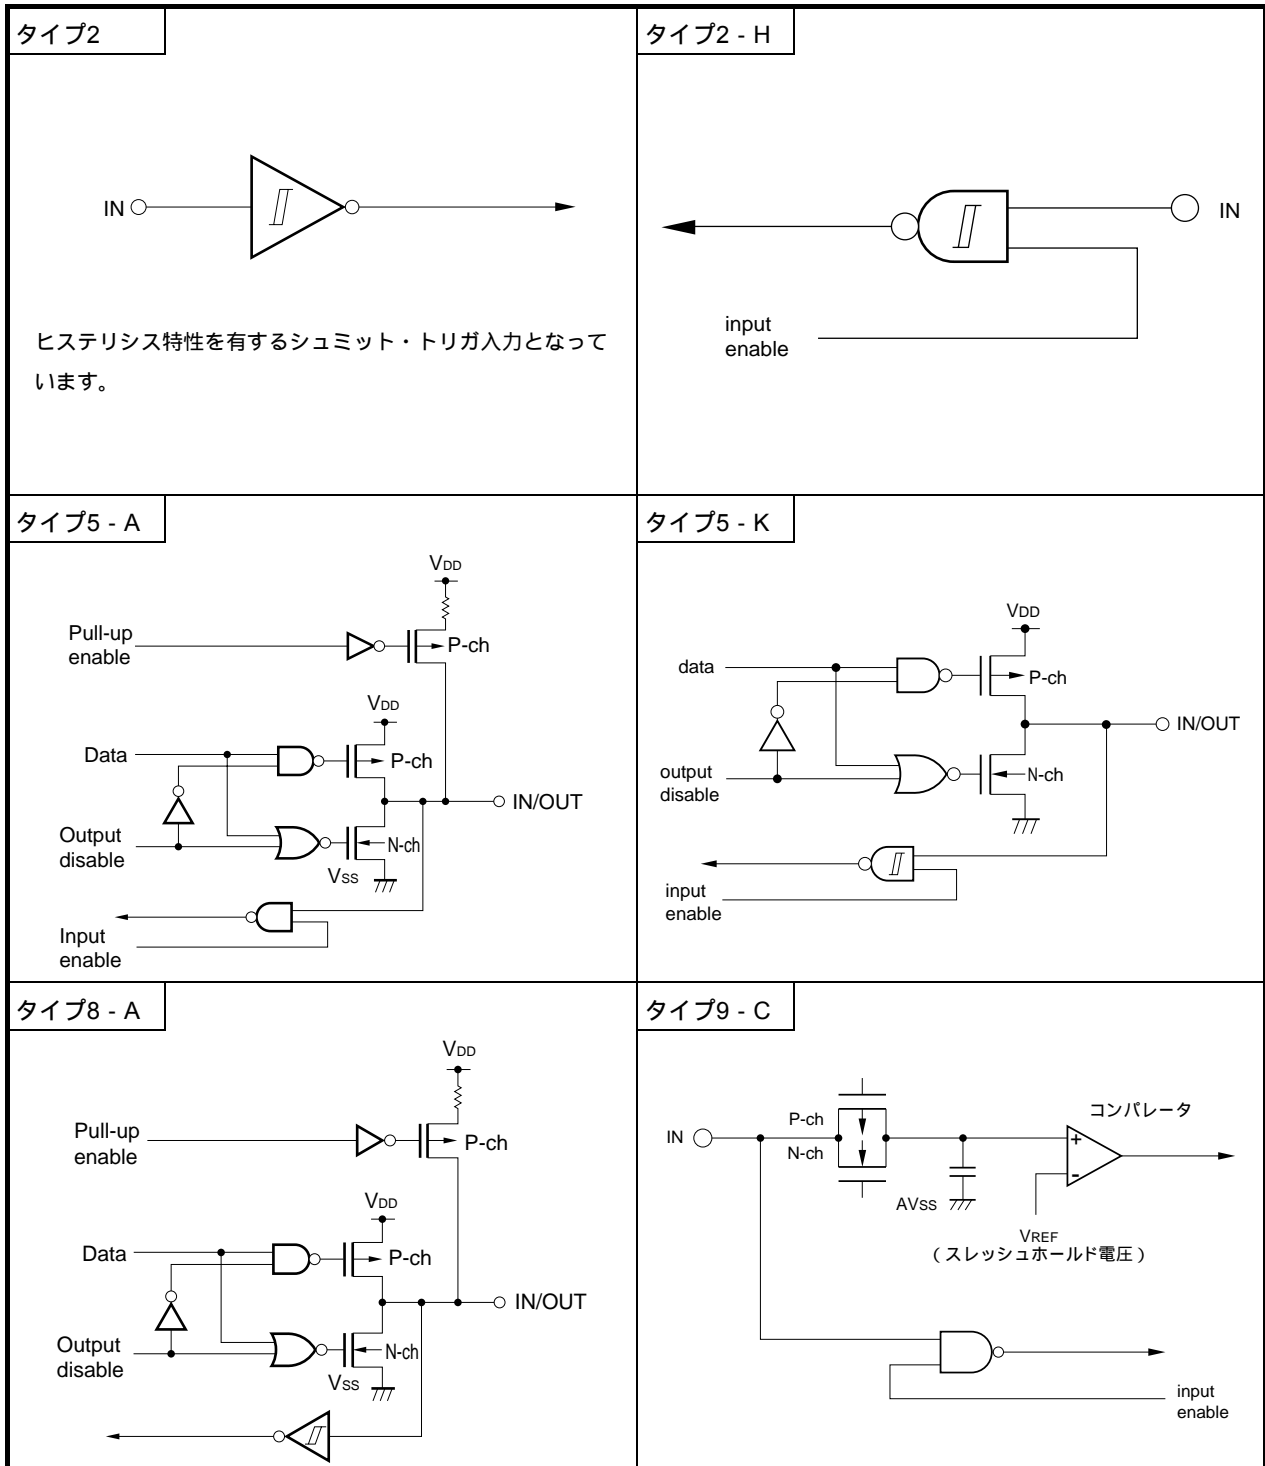 タイプ2
IN
ヒステリシス特性を有するシュミット・トリガ入力となって
います。
タイプ2 - H
IN
input
enable
タイプ5 - A
VDD
Pull-up
enable
P-ch
VDD
Data
P-ch
IN/OUT
Output
disable
N-ch
VSS
Input
enable
タイプ5 - K
VDD
data
P-ch
IN/OUT
output
disable
N-ch
input
enable
タイプ8 - A
VDD
Pull-up
enable
P-ch
VDD
Data
P-ch
IN/OUT
Output
disable
N-ch
VSS
タイプ9 - C
コンパレータ
P-ch
IN
N-ch
+
-
AVSS
VREF
(スレッシュホールド電圧)
input
enable